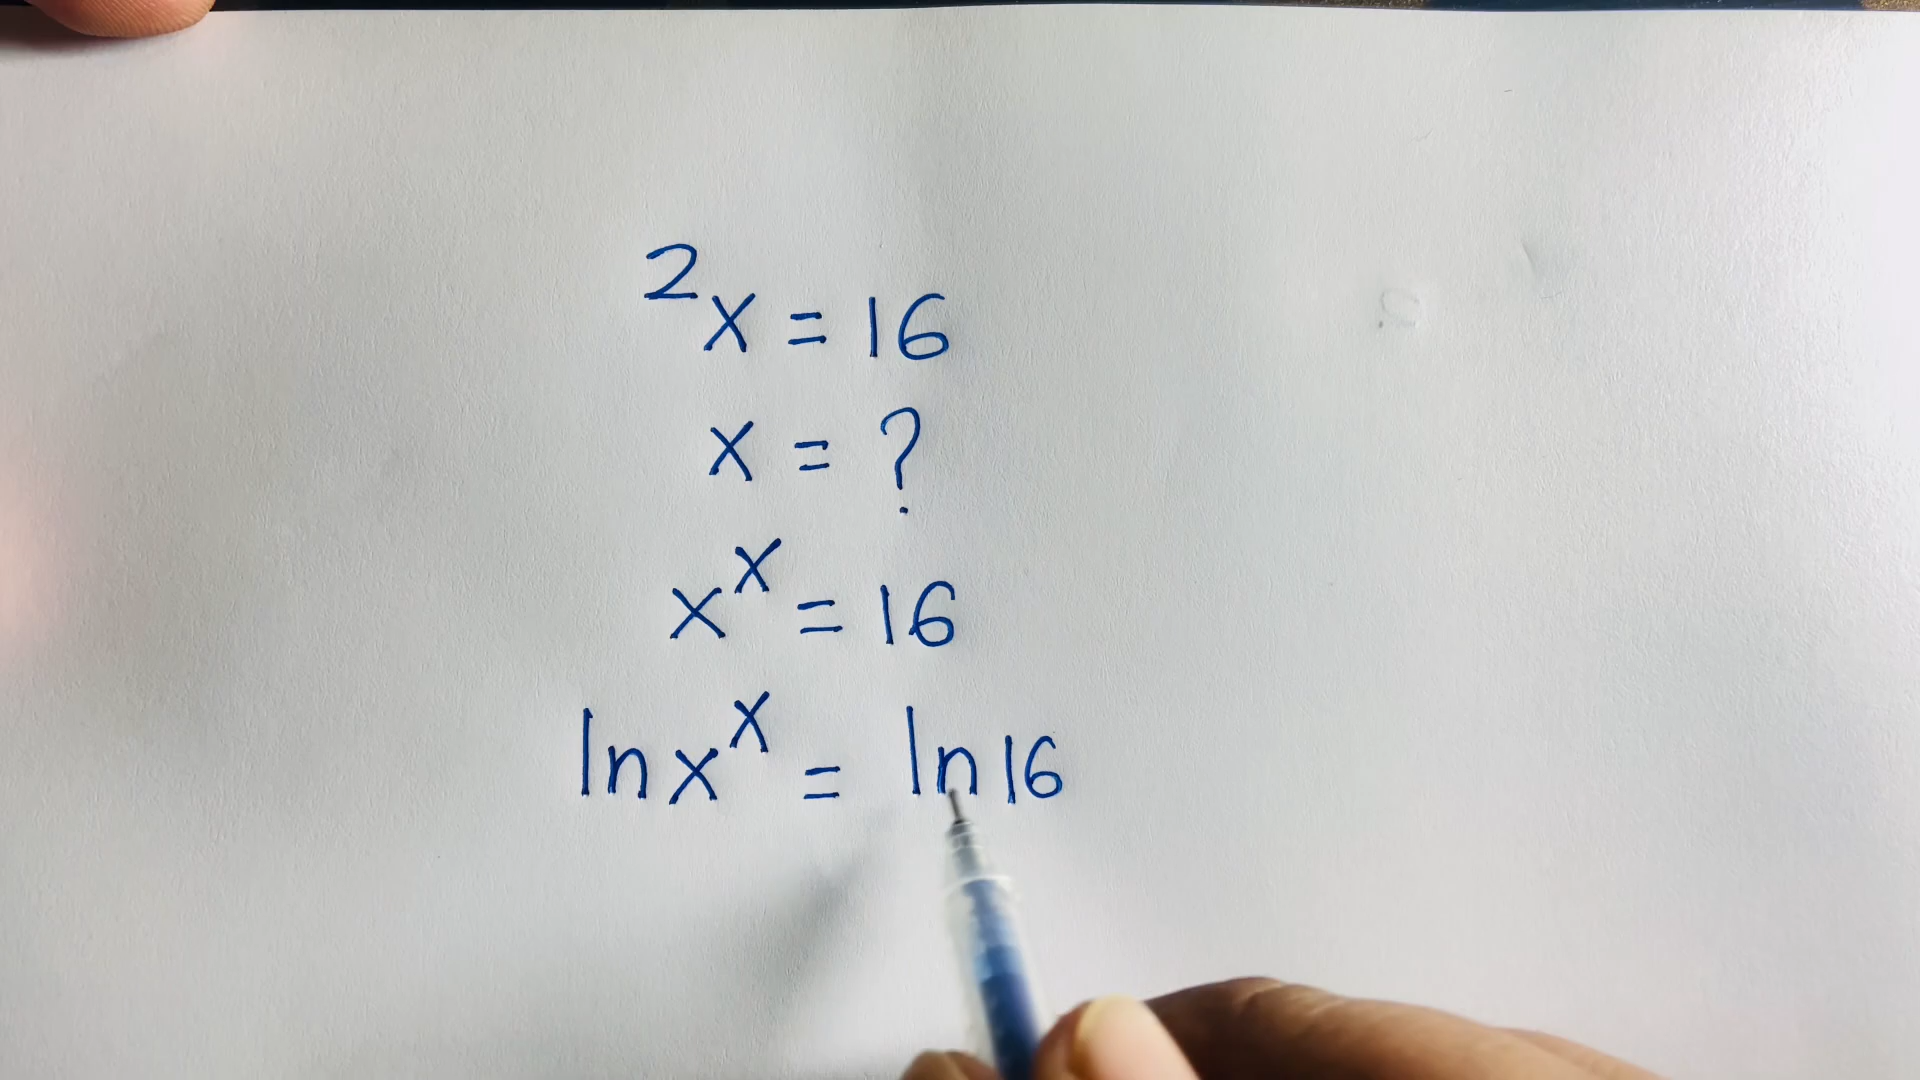 ²x = 16
x = ?
xˣ = 16
ln xˣ = ln 16